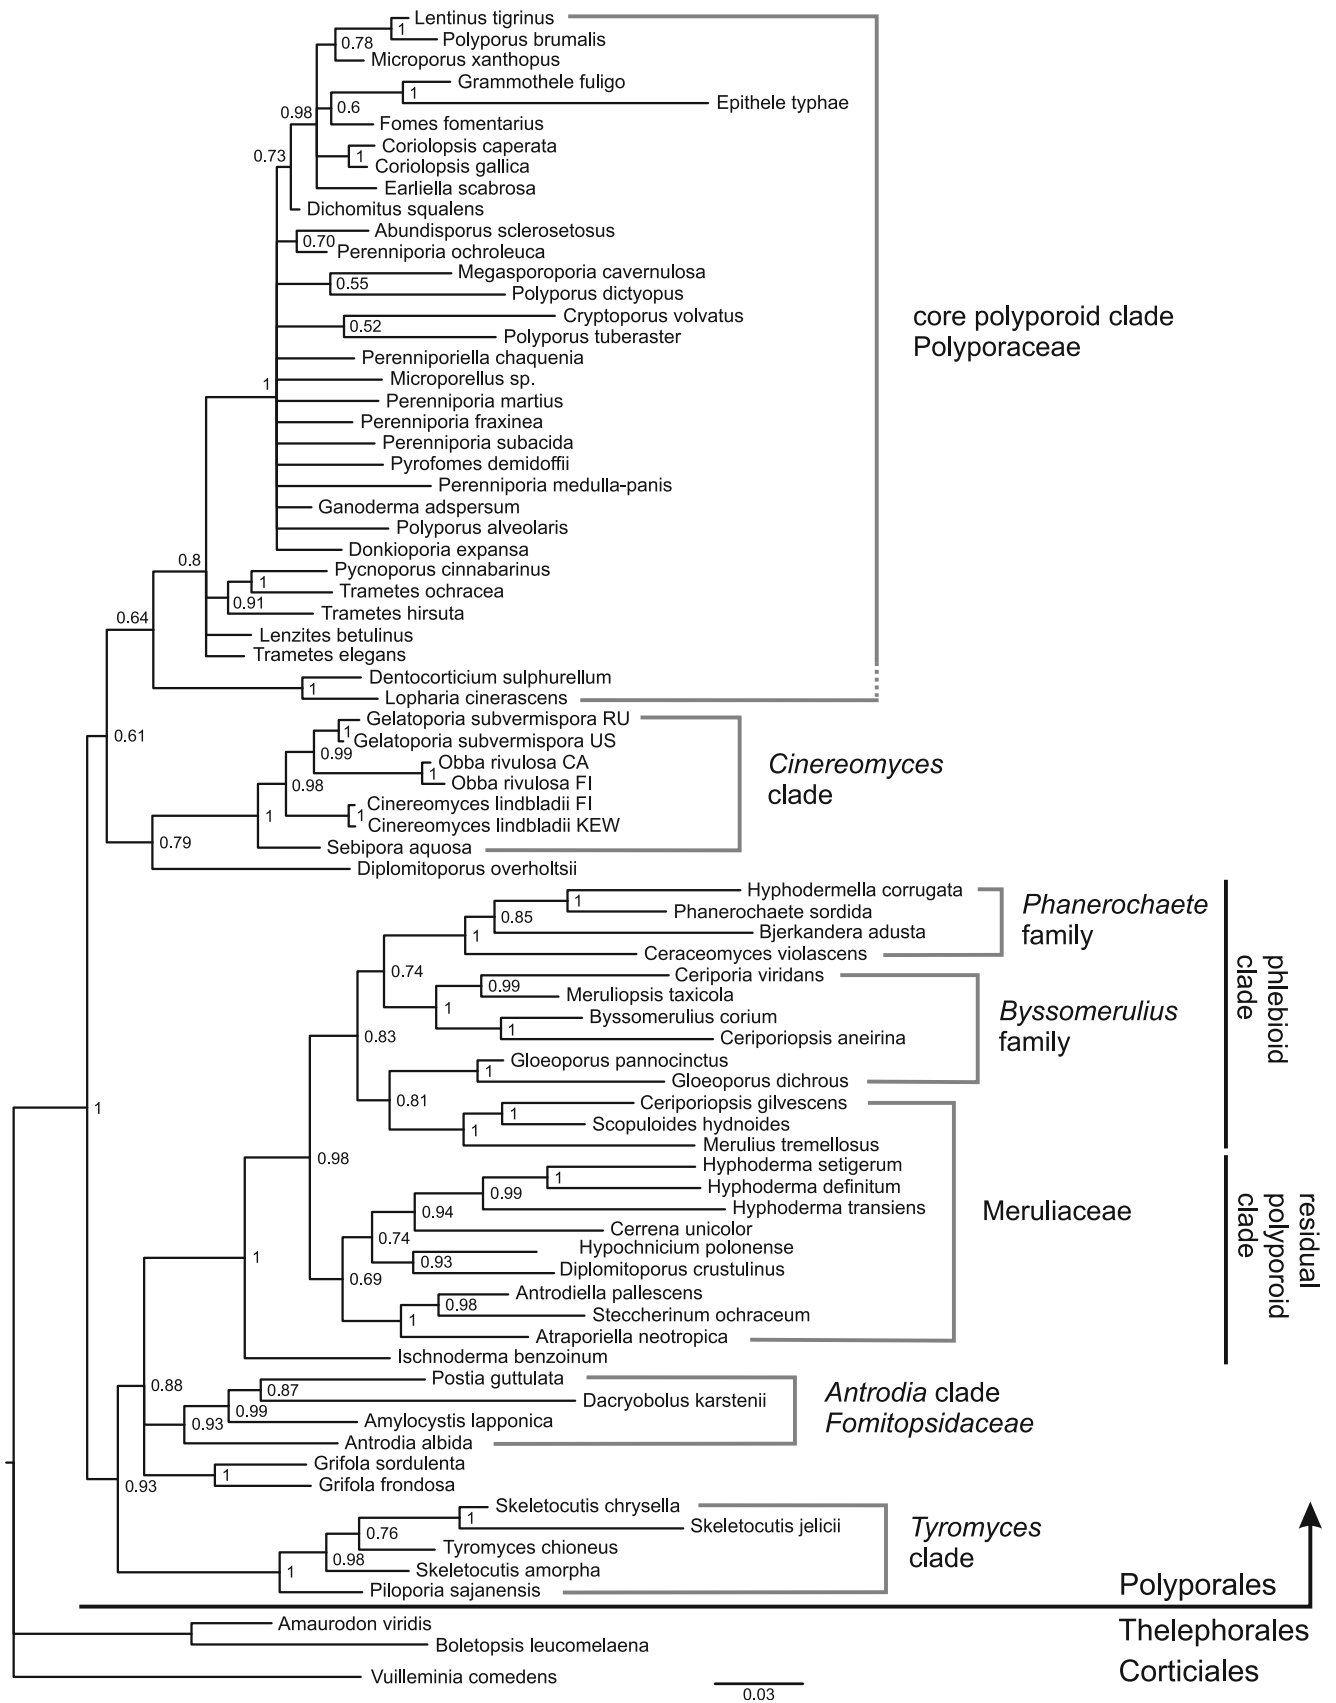 Lentinus tigrinus
1
Polyporus brumalis
0.78
Microporus xanthopus
Grammothele fuligo
1
Epithele typhae
0.98
0.6
Fomes fomentarius
Coriolopsis caperata
0.73
1
Coriolopsis gallica
Earliella scabrosa
Dichomitus squalens
Abundisporus sclerosetosus
0.70
Perenniporia ochroleuca
Megasporoporia cavernulosa
0.55
Polyporus dictyopus
Cryptoporus volvatus
0.52
Polyporus tuberaster
core polyporoid clade
Polyporaceae
Perenniporiella chaquenia
Microporellus sp.
1
Perenniporia martius
Perenniporia fraxinea
Perenniporia subacida
Pyrofomes demidoffii
Perenniporia medulla-panis
Ganoderma adspersum
Polyporus alveolaris
Donkioporia expansa
0.8
Pycnoporus cinnabarinus
1
Trametes ochracea
0.91
Trametes hirsuta
0.64
Lenzites betulinus
Trametes elegans
Dentocorticium sulphurellum
1
Lopharia cinerascens
Gelatoporia subvermispora RU
1
0.61
Gelatoporia subvermispora US
0.99
Obba rivulosa CA
1
0.98
Obba rivulosa FI
Cinereomyces
clade
Cinereomyces lindbladii FI
1
1
Cinereomyces lindbladii KEW
0.79
Sebipora aquosa
Diplomitoporus overholtsii
Hyphodermella corrugata
1
0.85
Phanerochaete sordida
Phanerochaete
family
1
Bjerkandera adusta
Ceraceomyces violascens
0.74
Ceriporia viridans
0.99
Meruliopsis taxicola
phlebioid
clade
1
Byssomerulius corium
1
0.83
Ceriporiopsis aneirina
Byssomerulius
family
Gloeoporus pannocinctus
1
Gloeoporus dichrous
0.81
Ceriporiopsis gilvescens
1
1
Scopuloides hydnoides
1
Merulius tremellosus
0.98
Hyphoderma setigerum
1
Hyphoderma definitum
0.99
Hyphoderma transiens
Meruliaceae
0.94
Cerrena unicolor
0.74
Hypochnicium polonense
0.93
Diplomitoporus crustulinus
residual
polyporoid
clade
1
0.69
Antrodiella pallescens
0.98
Steccherinum ochraceum
1
Atraporiella neotropica
Ischnoderma benzoinum
0.88
Postia guttulata
0.87
Dacryobolus karstenii
Antrodia clade
Fomitopsidaceae
0.99
0.93
Amylocystis lapponica
Antrodia albida
Grifola sordulenta
1
0.93
Grifola frondosa
Skeletocutis chrysella
1
Skeletocutis jelicii
Tyromyces
clade
0.76
Tyromyces chioneus
0.98
1
Skeletocutis amorpha
Piloporia sajanensis
Polyporales
Amaurodon viridis
Thelephorales
Boletopsis leucomelaena
Corticiales
Vuilleminia comedens
0.03